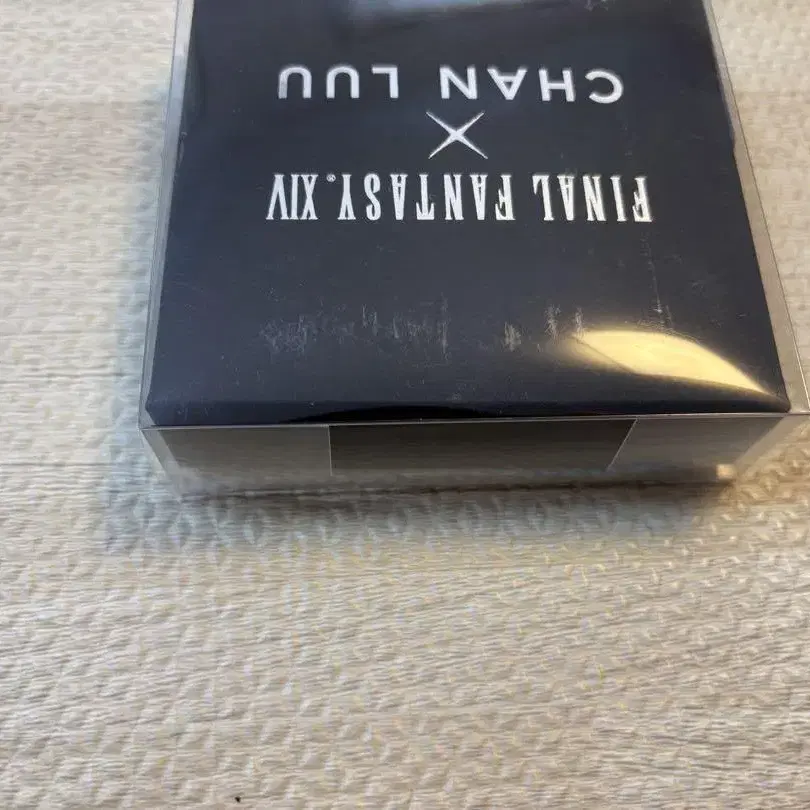 FINAL FANTASY. XIV®
×
CHAN LUU